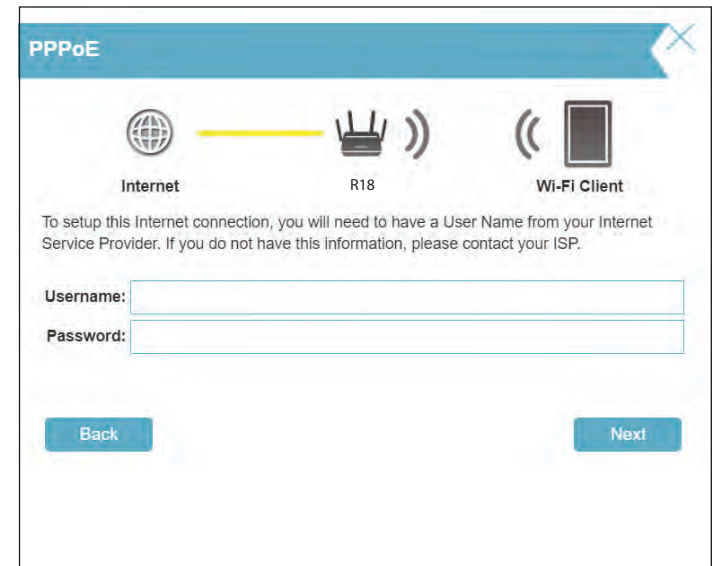 PPPoE
Internet
R18
Wi-Fi Client
To setup this Internet connection, you will need to have a User Name from your Internet
Service Provider. If you do not have this information, please contact your ISP.
Username:
Password:
Back
Next